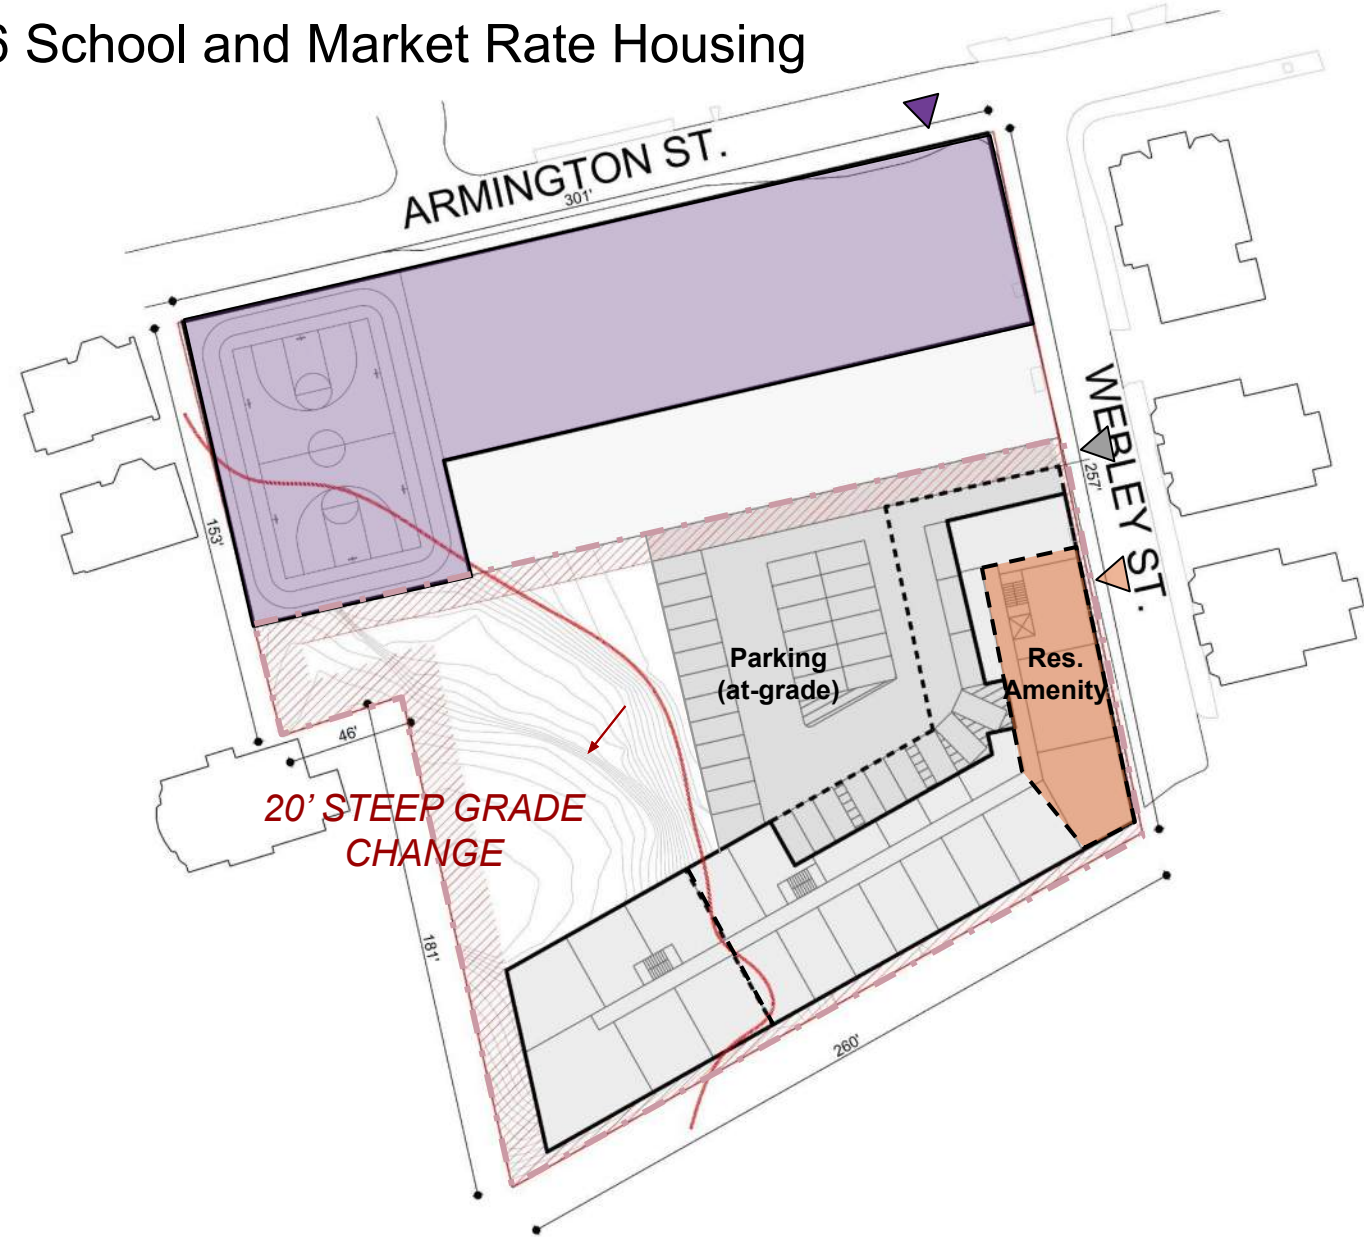 6 School and Market Rate Housing
ARMINGTON ST.
301'
WEBLEY ST.
257'
153'
Parking
(at-grade)
Res.
Amenity
46'
20’ STEEP GRADE
CHANGE
181'
260'